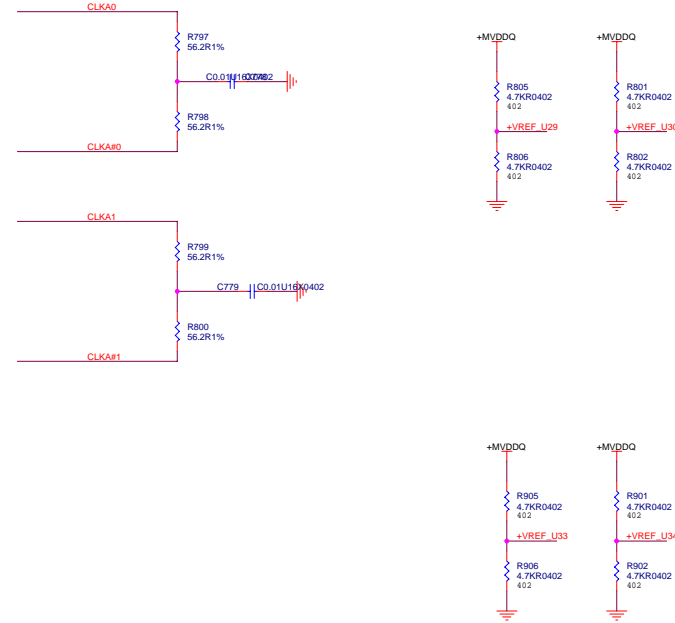 CLKA0
R797
56.2R1%
C0.01U16X0402
R798
56.2R1%
CLKA#0
+MVDDQ
R805
4.7KR0402
402
+VREF_U29
R806
4.7KR0402
402
+MVDDQ
R801
4.7KR0402
402
+VREF_U30
R802
4.7KR0402
402
CLKA1
R799
56.2R1%
C779 C0.01U16X0402
R800
56.2R1%
CLKA#1
+MVDDQ
R905
4.7KR0402
402
+VREF_U33
R906
4.7KR0402
402
+MVDDQ
R901
4.7KR0402
402
+VREF_U34
R902
4.7KR0402
402